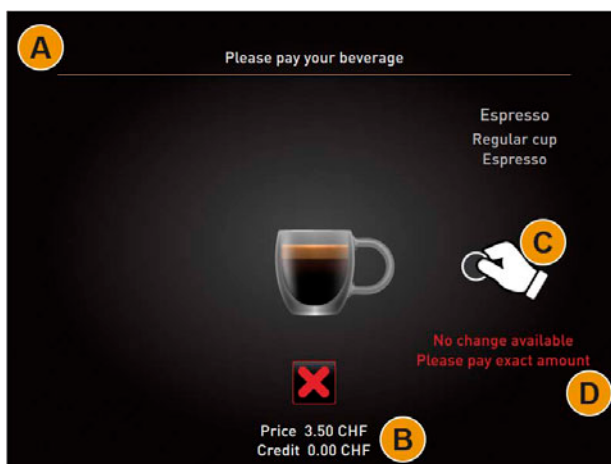 A
Please pay your beverage
Espresso
Regular cup
Espresso
C
No change available
Please pay exact amount
D
Price 3.50 CHF
Credit 0.00 CHF
B